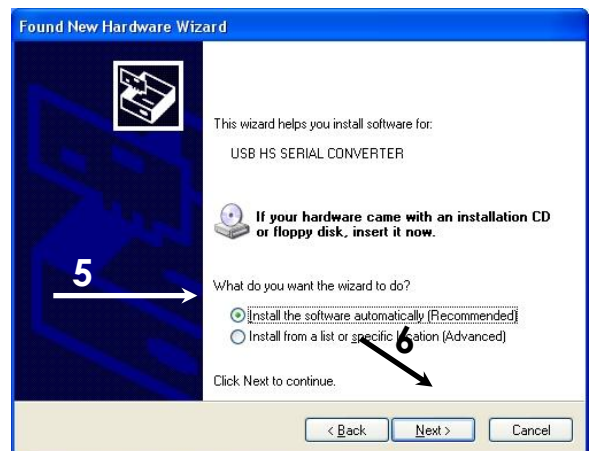 Found New Hardware Wizard
This wizard helps you install software for:
USB HS SERIAL CONVERTER
If your hardware came with an installation CD
or floppy disk, insert it now.
5
What do you want the wizard to do?
Install the software automatically (Recommended)
Install from a list or specific location (Advanced)
6
Click Next to continue.
< Back
Next >
Cancel